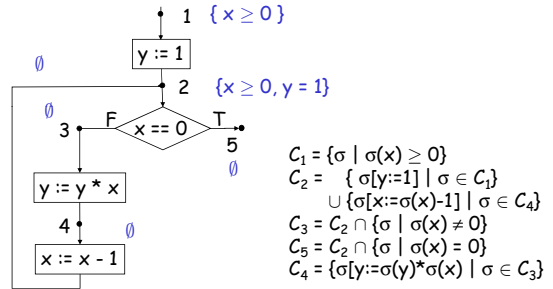 1 { x ≥ 0 }
y := 1
∅
2 {x ≥ 0, y = 1}
∅
F x == 0 T
3
5
∅
y := y * x
4 ∅
x := x - 1
C₁ = {σ | σ(x) ≥ 0}
C₂ = { σ[y:=1] | σ ∈ C₁}
∪ {σ[x:=σ(x)-1] | σ ∈ C₄}
C₃ = C₂ ∩ {σ | σ(x) ≠ 0}
C₅ = C₂ ∩ {σ | σ(x) = 0}
C₄ = {σ[y:=σ(y)*σ(x) | σ ∈ C₃}